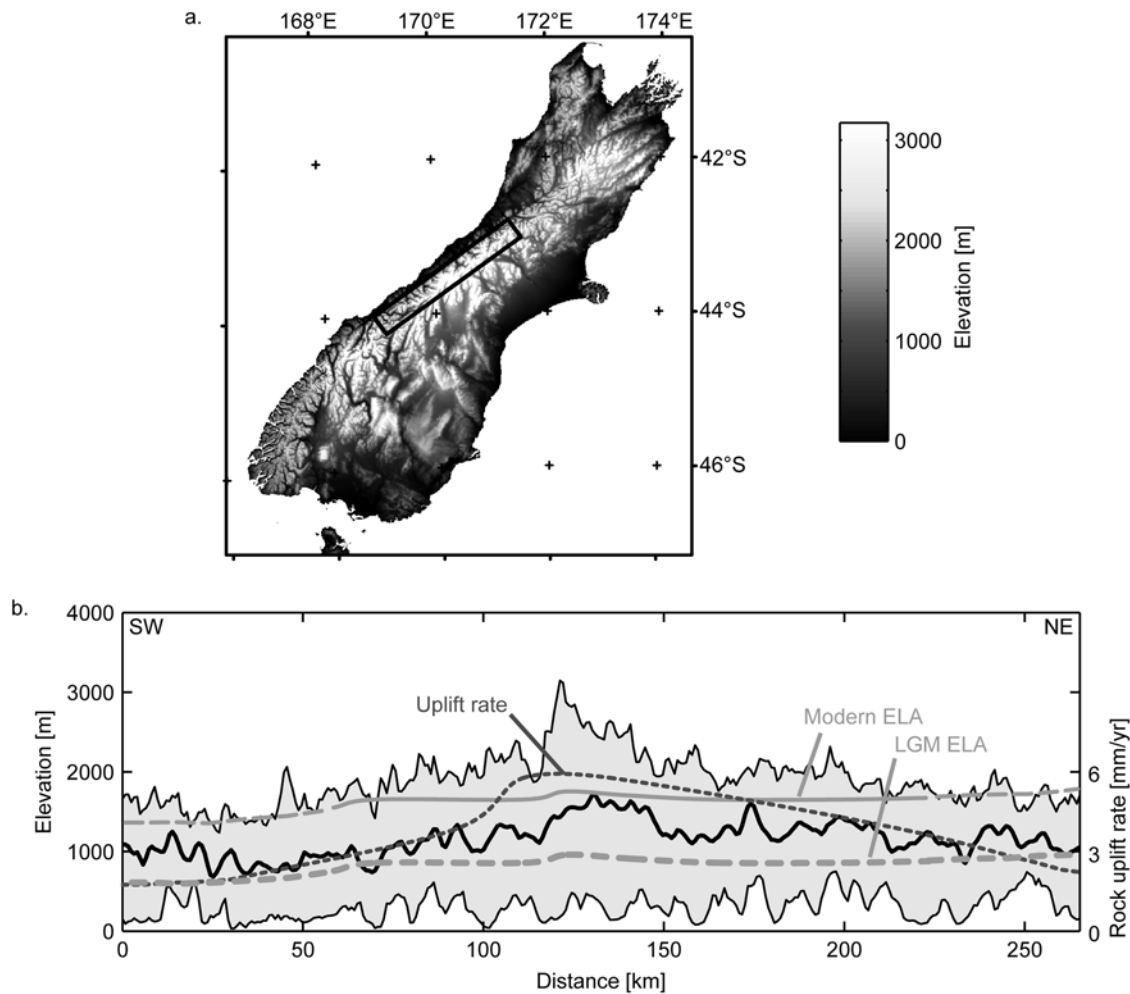 a.
168°E 170°E 172°E 174°E
42°S
44°S
46°S
3000
2000
1000
0
Elevation [m]
b.
4000
3000
2000
1000
0
Elevation [m]
SW
NE
Uplift rate
Modern ELA
LGM ELA
6
3
0
Rock uplift rate [mm/yr]
0 50 100 150 200 250
Distance [km]